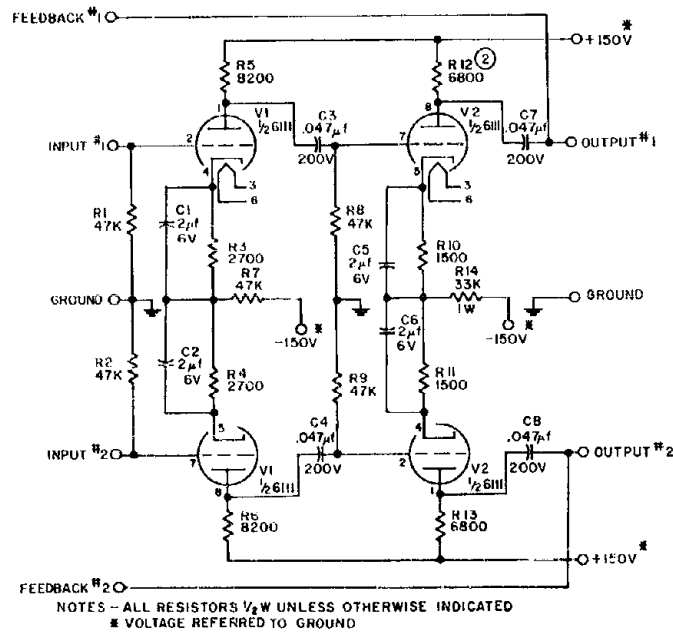 FEEDBACK #1
+150V *
R5
8200
R12 2
6800
1
V1
1/2 6111
8
V2
1/2 6111
C3
.047µf
200V
C7
.047µf
200V
INPUT #1
2
7
OUTPUT #1
4
3
6
5
3
6
R1
47K
C1
2µf
6V
R3
2700
R8
47K
C5
2µf
6V
R10
1500
R7
47K
R14
33K
1W
GROUND
GROUND
-150V *
-150V *
R2
47K
C2
2µf
6V
R4
2700
R9
47K
C6
2µf
6V
R11
1500
5
4
C4
.047µf
200V
C8
.047µf
200V
INPUT #2
7
2
OUTPUT #2
V1
1/2 6111
8
V2
1/2 6111
1
R6
8200
R13
6800
+150V *
FEEDBACK #2
NOTES - ALL RESISTORS 1/2 W UNLESS OTHERWISE INDICATED
* VOLTAGE REFERRED TO GROUND